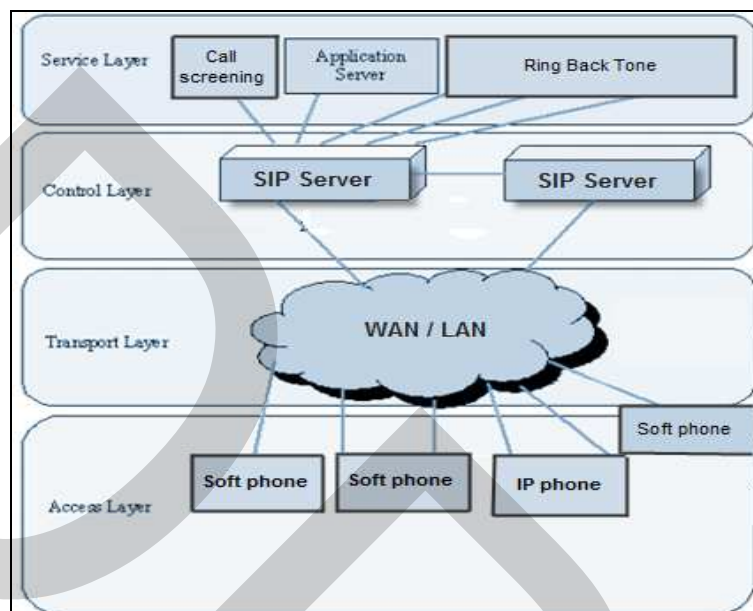 Service Layer
Call
screening
Application
Server
Ring Back Tone
Control Layer
SIP Server
SIP Server
Transport Layer
WAN / LAN
Soft phone
Soft phone
Soft phone
IP phone
Access Layer